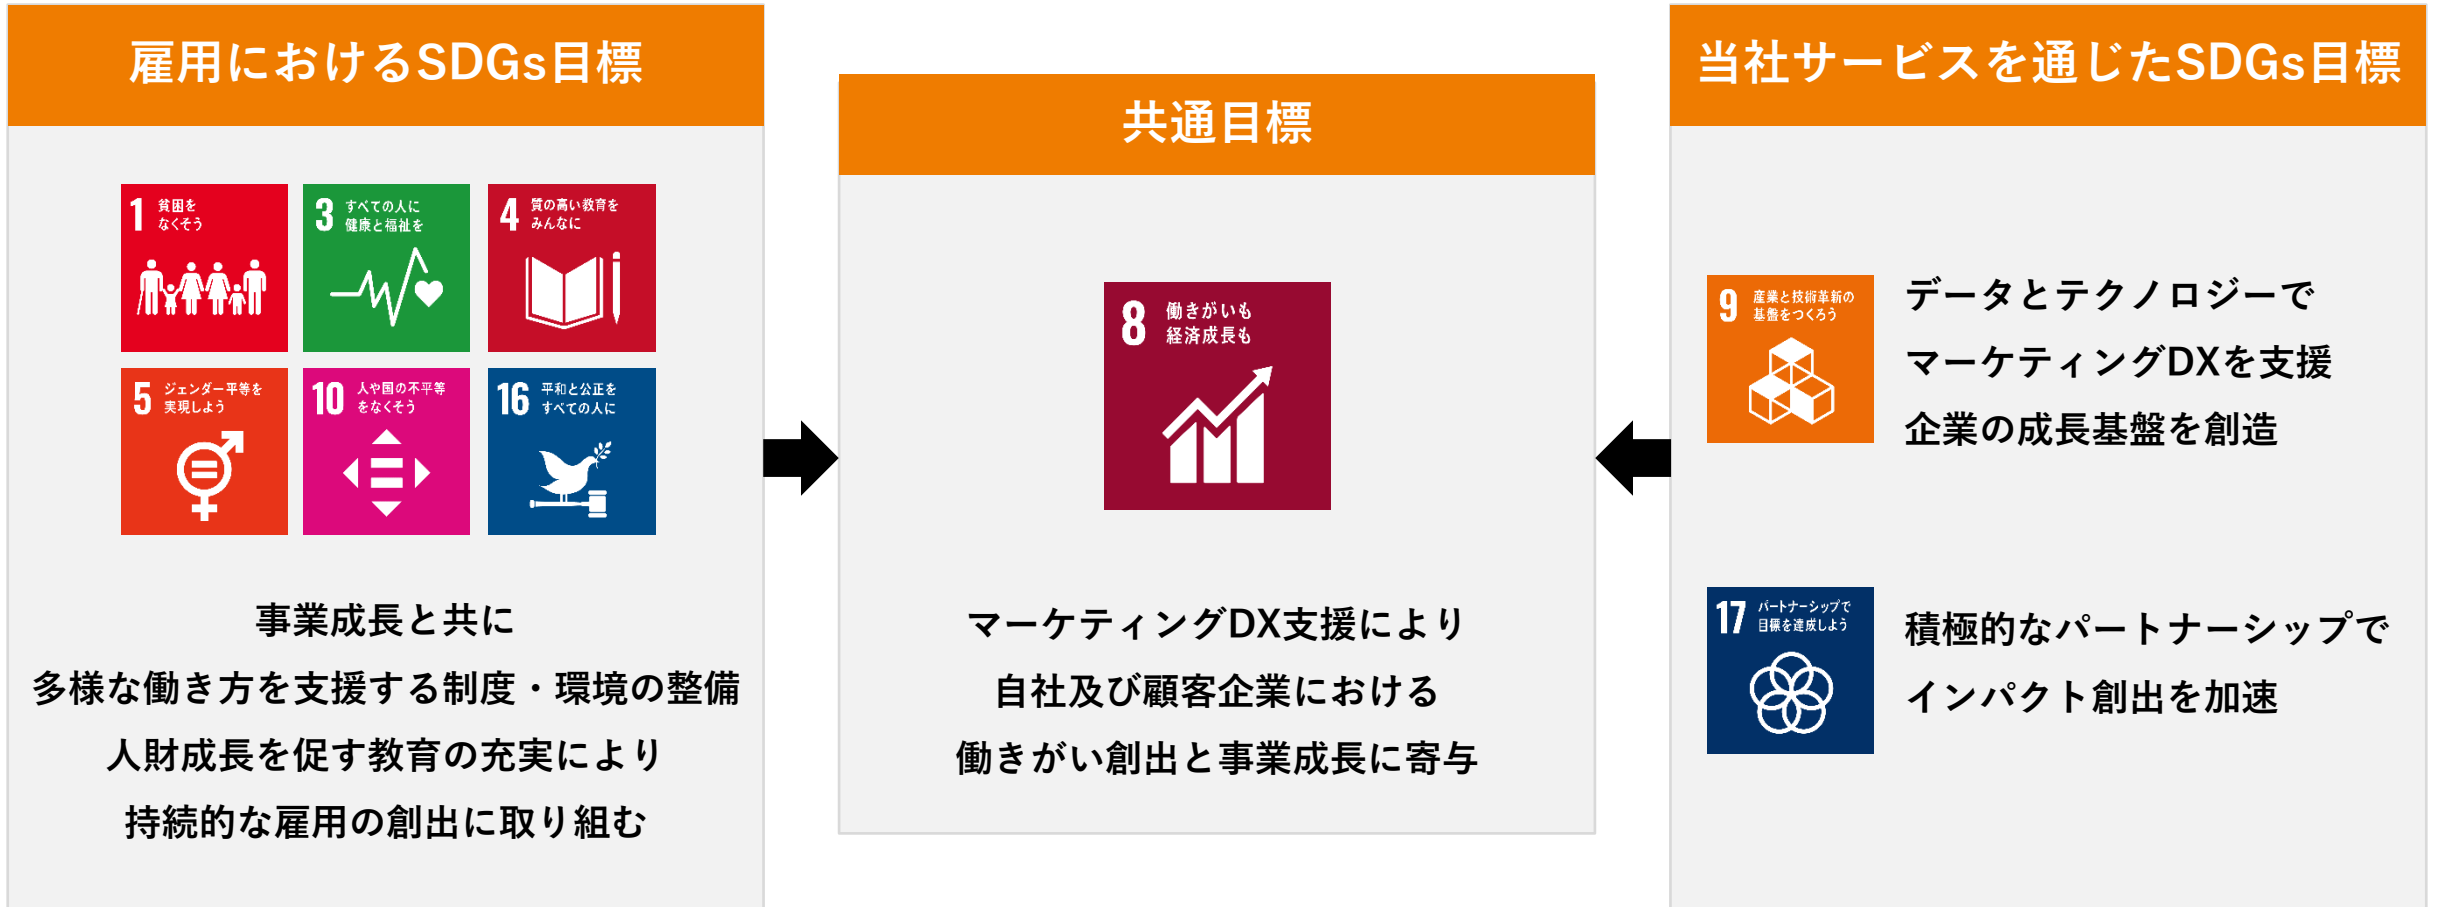 雇用におけるSDGs目標
1 貧困を
なくそう
3 すべての人に
健康と福祉を
4 質の高い教育を
みんなに
5 ジェンダー平等を
実現しよう
10 人や国の不平等
をなくそう
16 平和と公正を
すべての人に
事業成長と共に
多様な働き方を支援する制度・環境の整備
人財成長を促す教育の充実により
持続的な雇用の創出に取り組む
共通目標
8 働きがいも
経済成長も
マーケティングDX支援により
自社及び顧客企業における
働きがい創出と事業成長に寄与
当社サービスを通じたSDGs目標
9 産業と技術革新の
基盤をつくろう
データとテクノロジーで
マーケティングDXを支援
企業の成長基盤を創造
17 パートナーシップで
目標を達成しよう
積極的なパートナーシップで
インパクト創出を加速